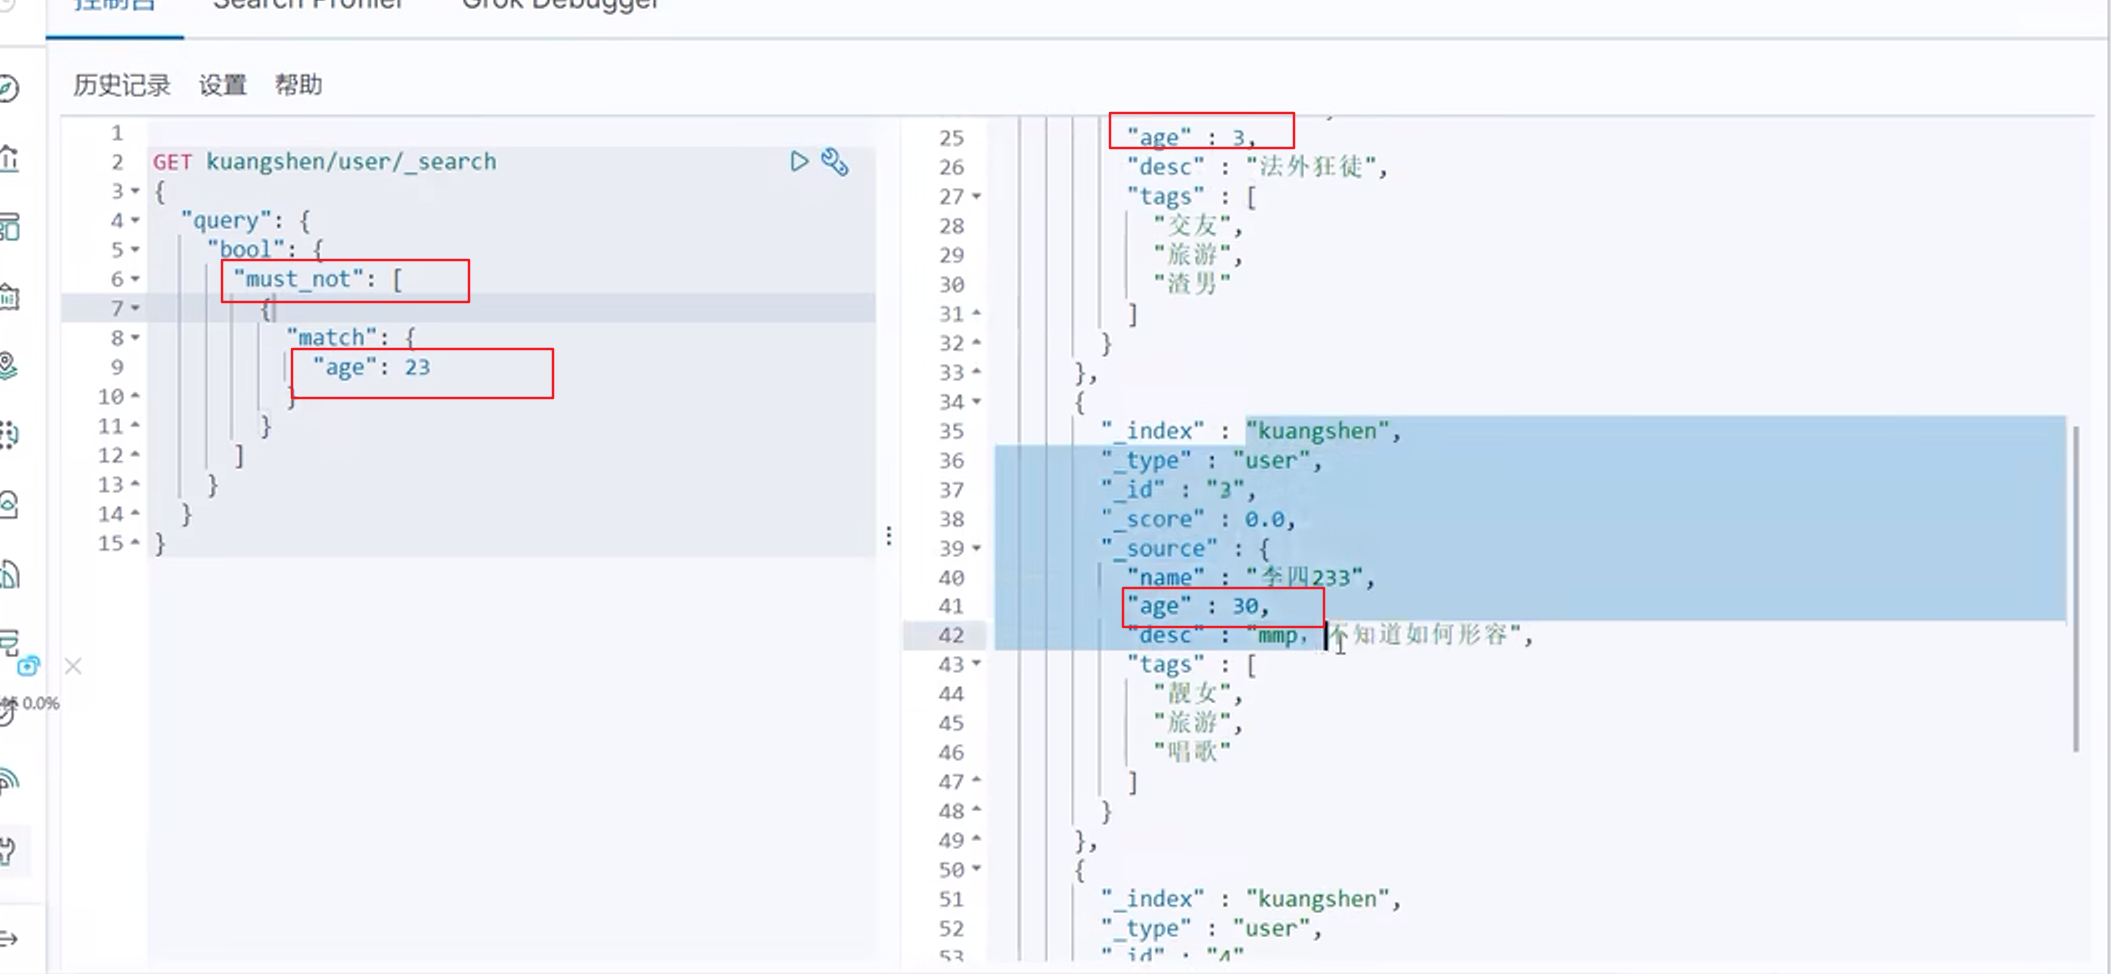 控制台 Search Profiler Grok Debugger
历史记录 设置 帮助
1
2 GET kuangshen/user/_search
3 {
4 "query": {
5 "bool": {
6 "must_not": [
7 {
8 "match": {
9 "age": 23
10 }
11 }
12 ]
13 }
14 }
15 }
25 "age" : 3,
26 "desc" : "法外狂徒",
27 "tags" : [
28 "交友",
29 "旅游",
30 "渣男"
31 ]
32 }
33 },
34 {
35 "_index" : "kuangshen",
36 "_type" : "user",
37 "_id" : "3",
38 "_score" : 0.0,
39 "_source" : {
40 "name" : "李四233",
41 "age" : 30,
42 "desc" : "mmp，不知道如何形容",
43 "tags" : [
44 "靓女",
45 "旅游",
46 "唱歌"
47 ]
48 }
49 },
50 {
51 "_index" : "kuangshen",
52 "_type" : "user",
53 "_id" : "4"
0.0%